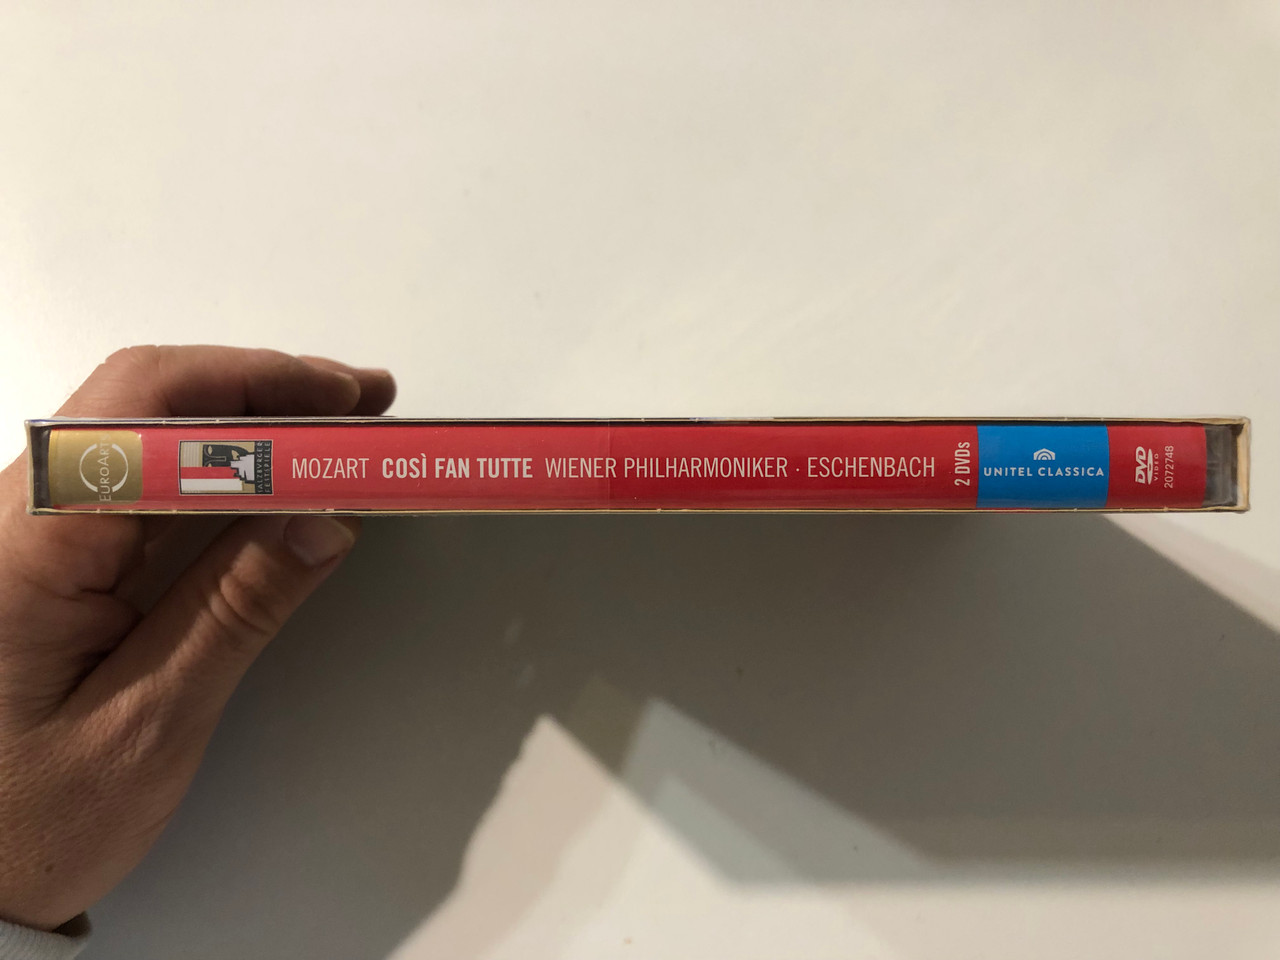 EUROARTS
SALZBURGER
FESTSPIELE
MOZART COSÌ FAN TUTTE WIENER PHILHARMONIKER · ESCHENBACH
2 DVDs
UNITEL CLASSICA
DVD
VIDEO
2072748